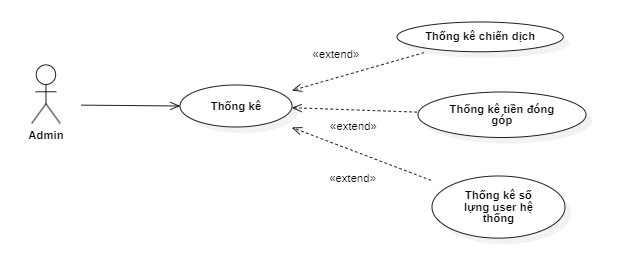 Thống kê chiến dịch
«extend»
Thống kê
Thống kê tiền đóng
góp
«extend»
Admin
«extend»
Thống kê số
lựng user hệ
thống